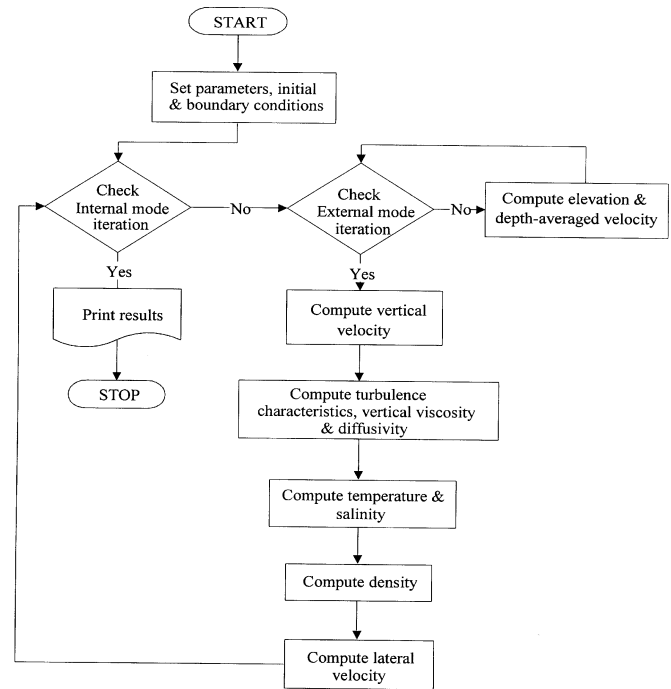 START
Set parameters, initial
& boundary conditions
Check
Internal mode
iteration
No
Check
External mode
iteration
No
Compute elevation &
depth-averaged velocity
Yes
Print results
STOP
Yes
Compute vertical
velocity
Compute turbulence
characteristics, vertical viscosity
& diffusivity
Compute temperature &
salinity
Compute density
Compute lateral
velocity